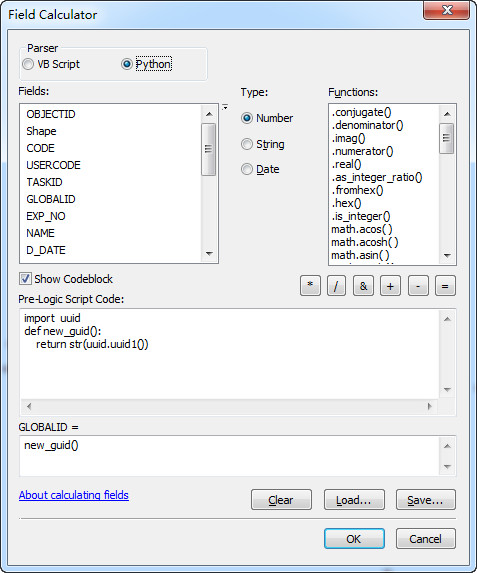 Field Calculator
Parser
VB Script
Python
Fields:
Type:
Functions:
OBJECTID
Shape
CODE
USERCODE
TASKID
GLOBALID
EXP_NO
NAME
D_DATE
Number
String
Date
.conjugate()
.denominator()
.imag()
.numerator()
.real()
.as_integer_ratio()
.fromhex()
.hex()
.is_integer()
math.acos( )
math.acosh( )
math.asin( )
Show Codeblock
* / & + - =
Pre-Logic Script Code:
import uuid
def new_guid():
    return str(uuid.uuid1())
GLOBALID =
new_guid()
About calculating fields
Clear
Load...
Save...
OK
Cancel